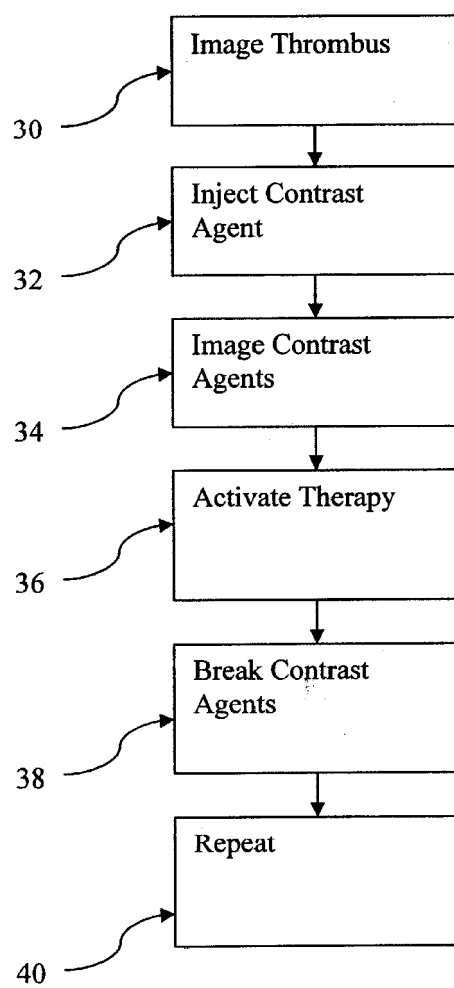 Image Thrombus
30
Inject Contrast
Agent
32
Image Contrast
Agents
34
Activate Therapy
36
Break Contrast
Agents
38
Repeat
40